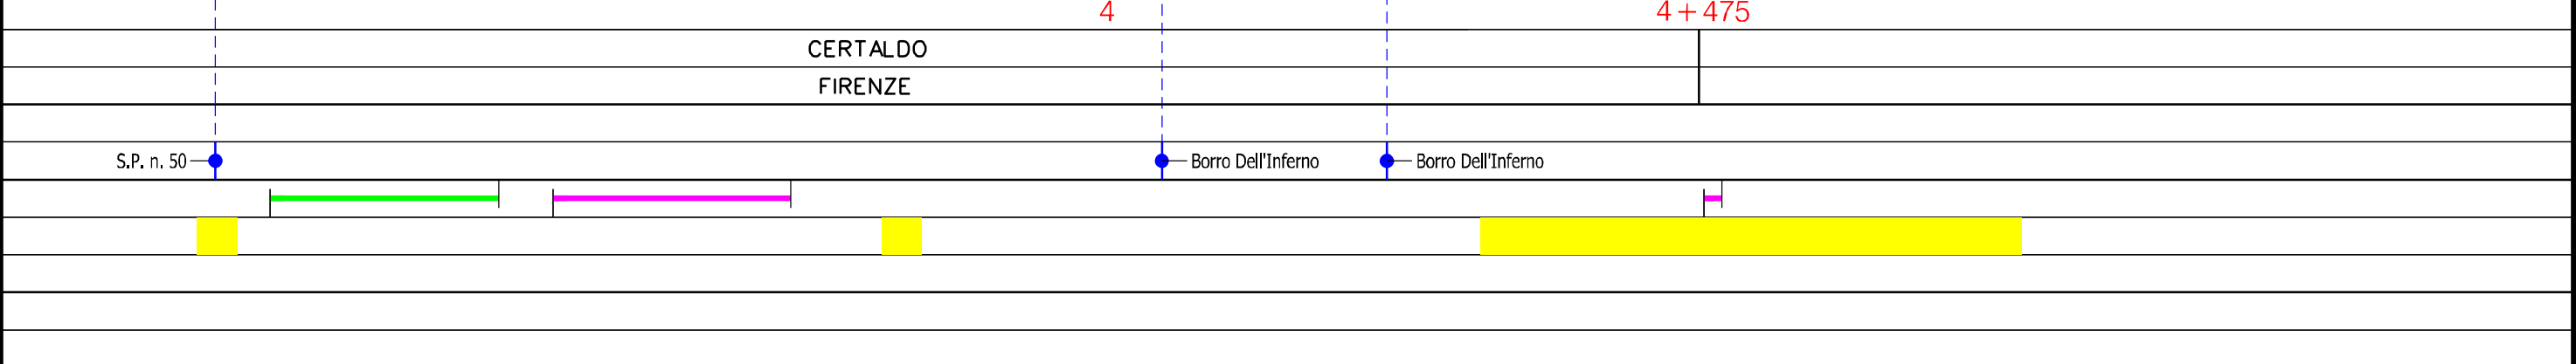 4 4+475
CERTALDO
FIRENZE
S.P. n. 50 Borro Dell'Inferno Borro Dell'Inferno